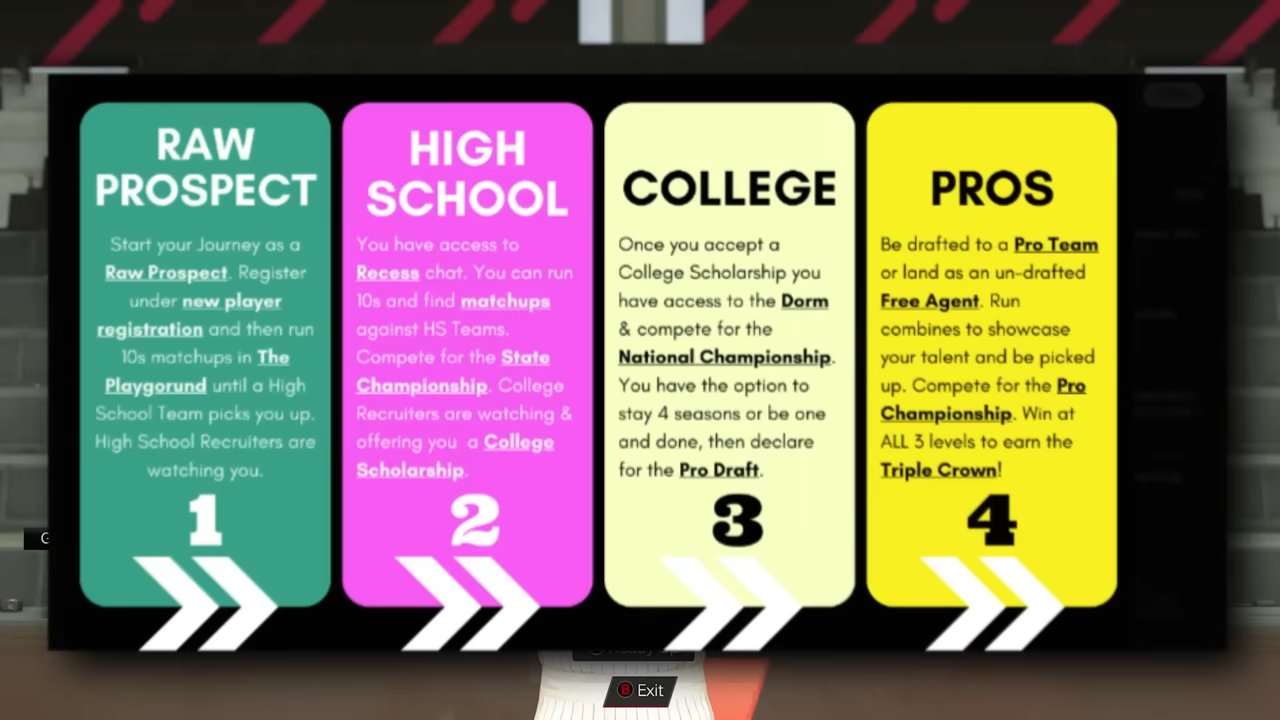 RAW
PROSPECT
Start your Journey as a
Raw Prospect. Register
under new player
registration and then run
10s matchups in The
Playgorund until a High
School Team picks you up.
High School Recruiters are
watching you.
1
HIGH
SCHOOL
You have access to
Recess chat. You can run
10s and find matchups
against HS Teams.
Compete for the State
Championship. College
Recruiters are watching &
offering you a College
Scholarship.
2
COLLEGE
Once you accept a
College Scholarship you
have access to the Dorm
& compete for the
National Championship.
You have the option to
stay 4 seasons or be one
and done, then declare
for the Pro Draft.
3
PROS
Be drafted to a Pro Team
or land as an un-drafted
Free Agent. Run
combines to showcase
your talent and be picked
up. Compete for the Pro
Championship. Win at
ALL 3 levels to earn the
Triple Crown!
4
B Exit